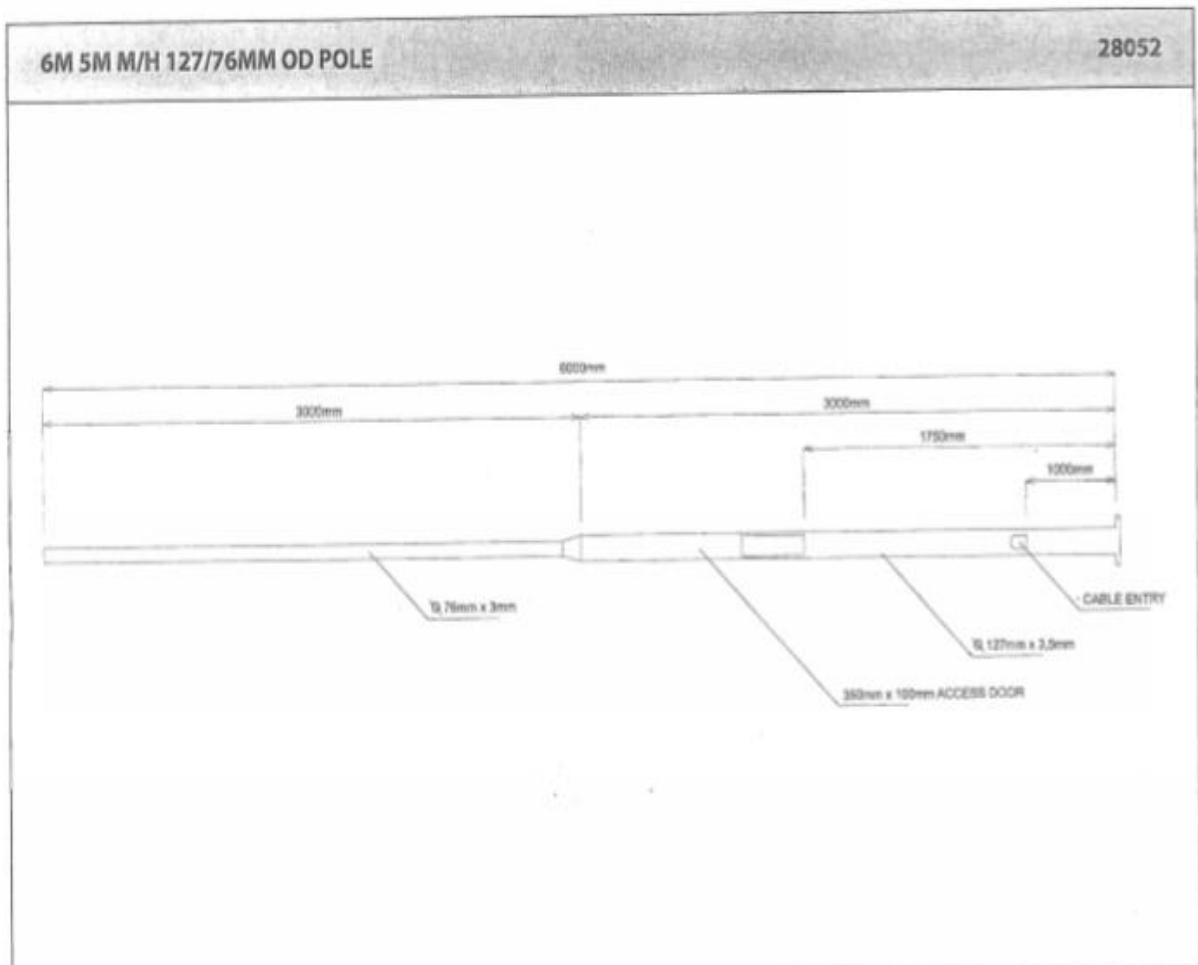 6M 5M M/H 127/76MM OD POLE
28052
6000mm
3000mm
3000mm
1750mm
1000mm
76mm x 3mm
CABLE ENTRY
127mm x 3,5mm
350mm x 100mm ACCESS DOOR